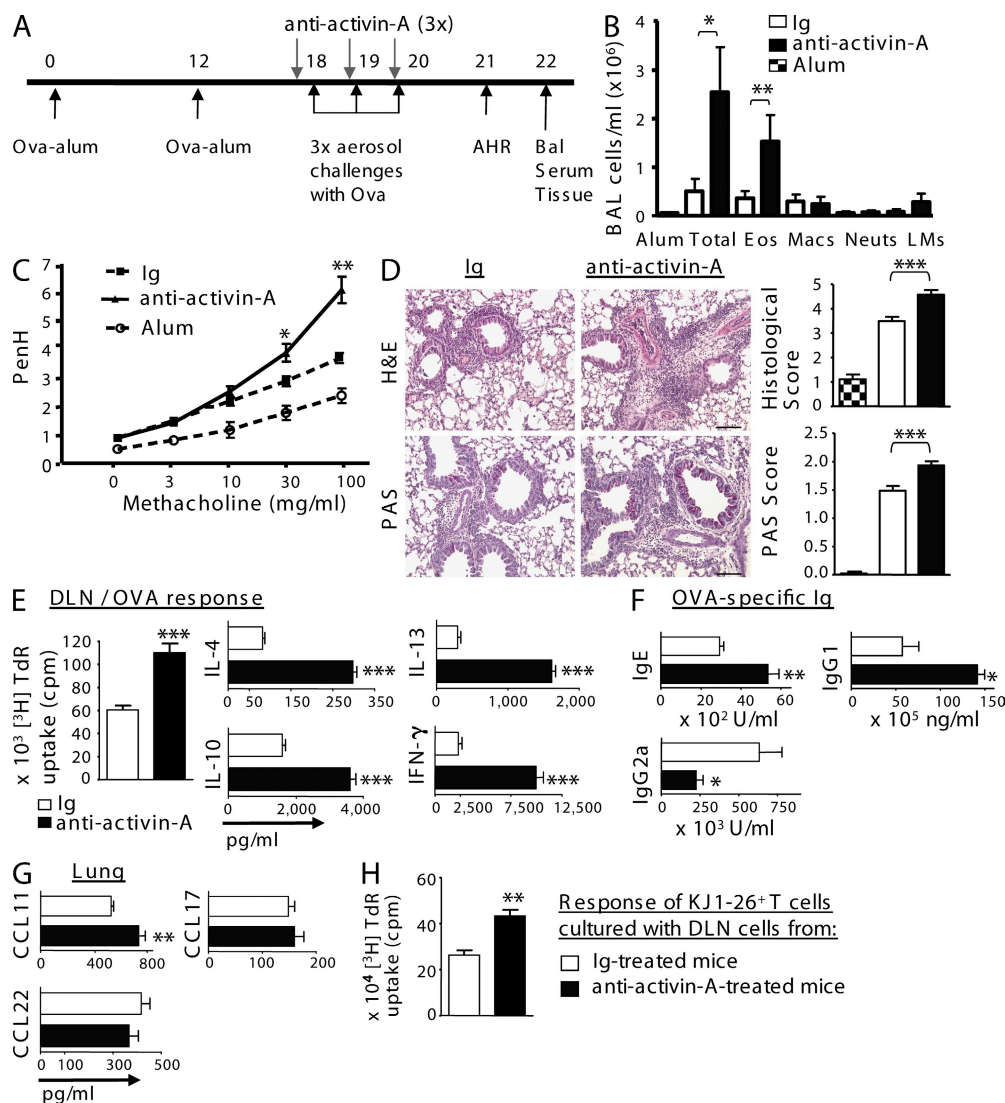 A
anti-activin-A (3x)
0 12 18 19 20 21 22
Ova-alum
Ova-alum
3x aerosol
challenges
with Ova
AHR
Bal
Serum
Tissue
B
BAL cells/ml (x10⁶)
4
3
2
1
0
* **
Ig
anti-activin-A
Alum
Alum Total Eos Macs Neuts LMs
C
PenH
7
6
5
4
3
2
1
0
Ig
anti-activin-A
Alum
* **
0 3 10 30 100
Methacholine (mg/ml)
D
Ig anti-activin-A
H&E
PAS
Histological
Score
5
4
3
2
1
0
***
PAS Score
2.5
2.0
1.5
1.0
0.5
0.0
***
E DLN / OVA response
x 10³ [³H] TdR
uptake (cpm)
120
100
80
60
40
20
0
***
Ig
anti-activin-A
IL-4
***
0 50 150 250 350
IL-13
***
0 1,000 2,000
IL-10
***
0 2,000 4,000
IFN-γ
***
0 2,500 7,500 12,500
pg/ml
F OVA-specific Ig
IgE
**
0 20 40 60
x 10² U/ml
IgG1
*
0 50 100 150
x 10⁵ ng/ml
IgG2a
*
0 250 500 750
x 10³ U/ml
G Lung
CCL11
**
0 400 800
CCL17
0 100 200
CCL22
0 100 300 500
pg/ml
H
x 10⁴ [³H] TdR
uptake (cpm)
60
40
20
0
**
Response of KJ1-26⁺ T cells
cultured with DLN cells from:
Ig-treated mice
anti-activin-A-treated mice